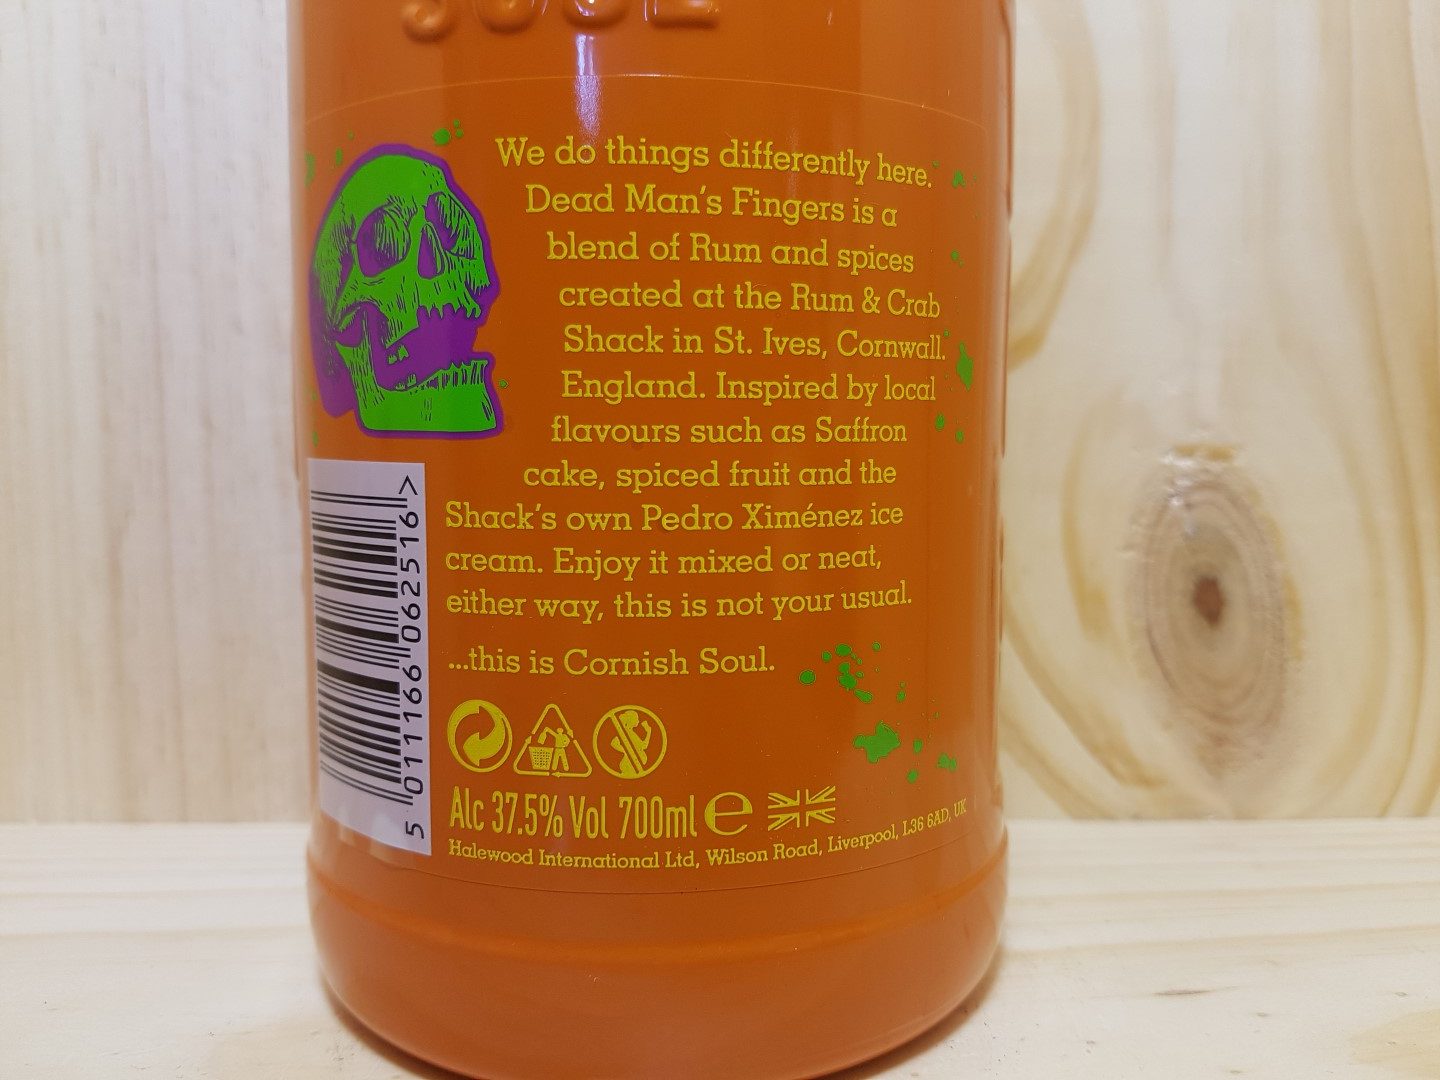 SOUL
We do things differently here.
Dead Man's Fingers is a
blend of Rum and spices
created at the Rum & Crab
Shack in St. Ives, Cornwall.
England. Inspired by local
flavours such as Saffron
cake, spiced fruit and the
Shack's own Pedro Ximénez ice
cream. Enjoy it mixed or neat,
either way, this is not your usual.
...this is Cornish Soul.
5 011166 062516 >
Alc 37.5% Vol 700ml e
Halewood International Ltd, Wilson Road, Liverpool, L36 6AD, UK